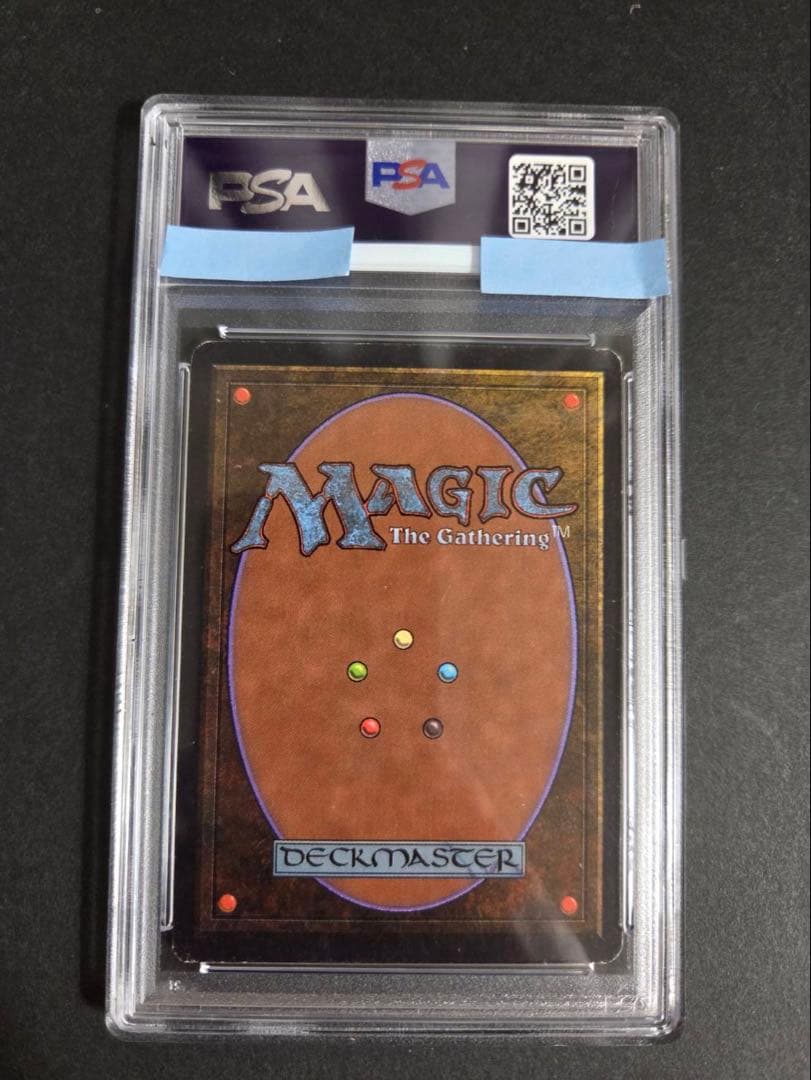 PSA
PSA
MAGIC
The Gathering™
DECKMASTER